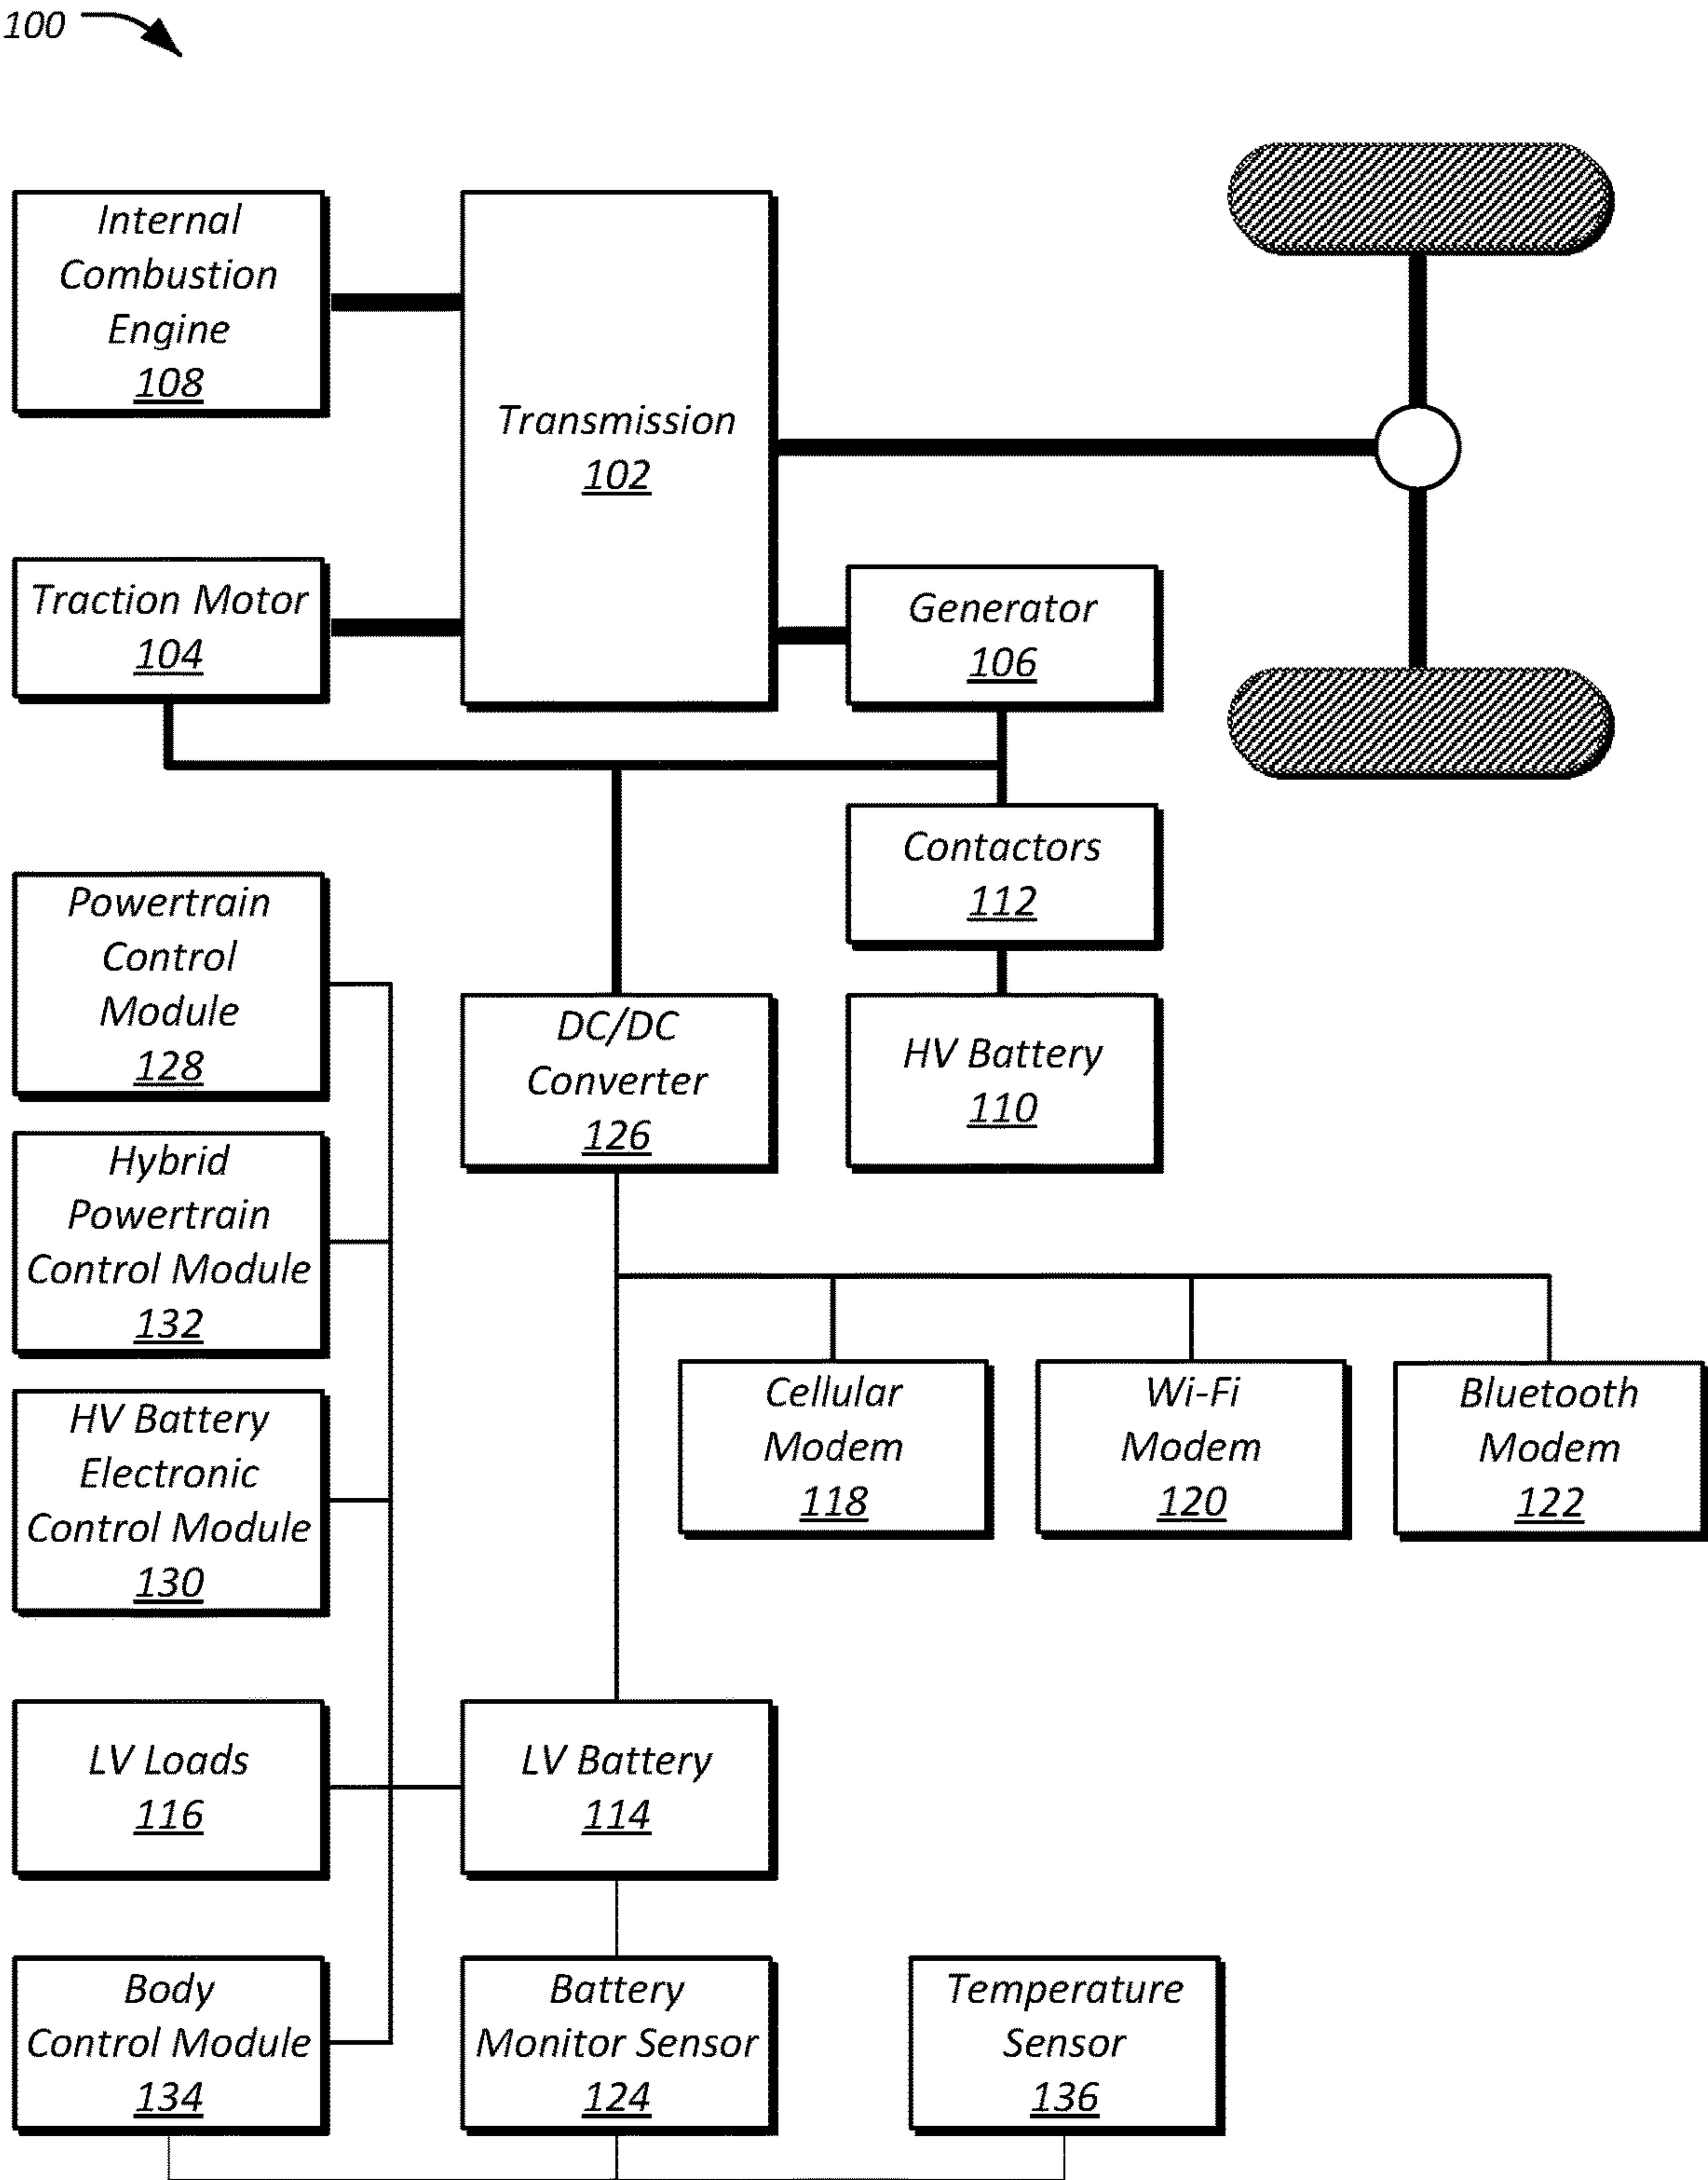 100
Internal
Combustion
Engine
108
Transmission
102
Traction Motor
104
Generator
106
Contactors
112
Powertrain
Control
Module
128
DC/DC
Converter
126
HV Battery
110
Hybrid
Powertrain
Control Module
132
Cellular
Modem
118
Wi-Fi
Modem
120
Bluetooth
Modem
122
HV Battery
Electronic
Control Module
130
LV Loads
116
LV Battery
114
Body
Control Module
134
Battery
Monitor Sensor
124
Temperature
Sensor
136